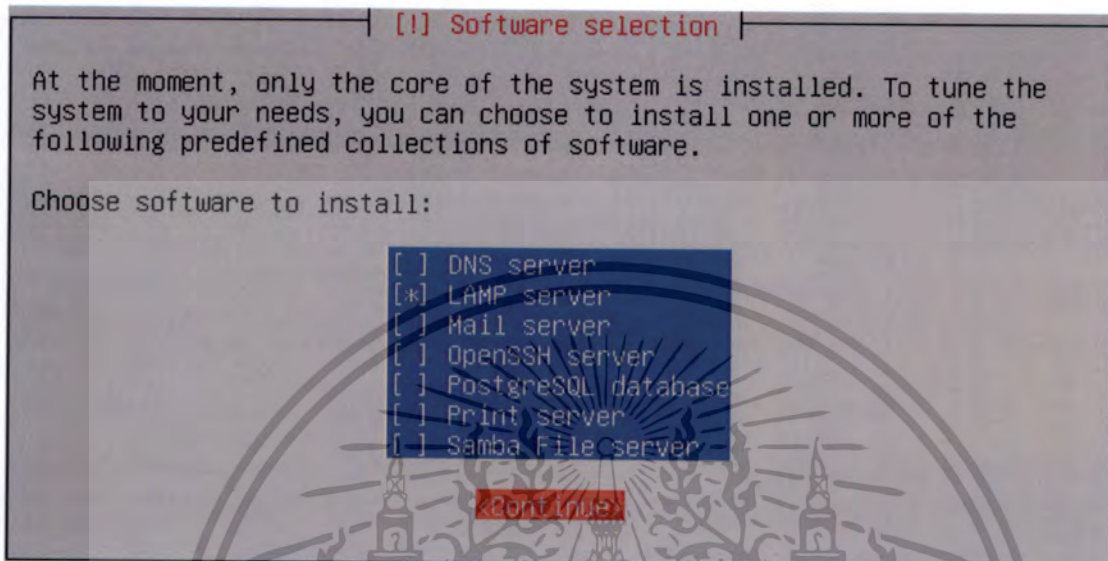 [!] Software selection
At the moment, only the core of the system is installed. To tune the
system to your needs, you can choose to install one or more of the
following predefined collections of software.
Choose software to install:
[ ] DNS server
[*] LAMP server
[ ] Mail server
[ ] OpenSSH server
[ ] PostgreSQL database
[ ] Print server
[ ] Samba File server
<Continue>